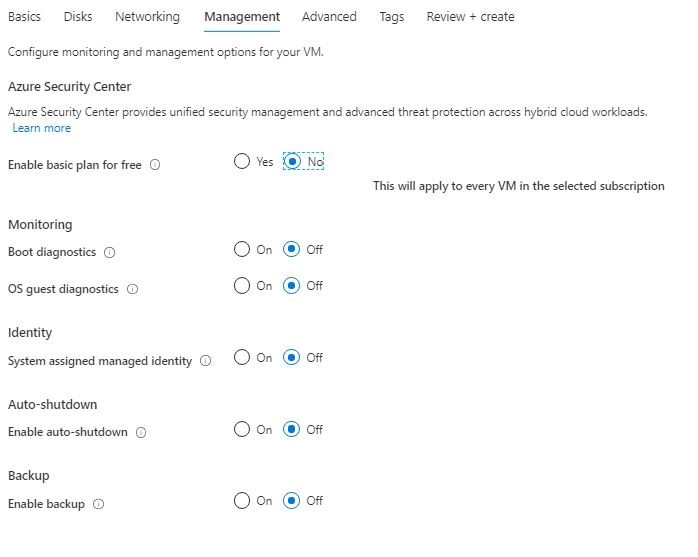 Basics Disks Networking Management Advanced Tags Review + create
Configure monitoring and management options for your VM.
Azure Security Center
Azure Security Center provides unified security management and advanced threat protection across hybrid cloud workloads.
Learn more
Enable basic plan for free Yes No
This will apply to every VM in the selected subscription
Monitoring
Boot diagnostics On Off
OS guest diagnostics On Off
Identity
System assigned managed identity On Off
Auto-shutdown
Enable auto-shutdown On Off
Backup
Enable backup On Off